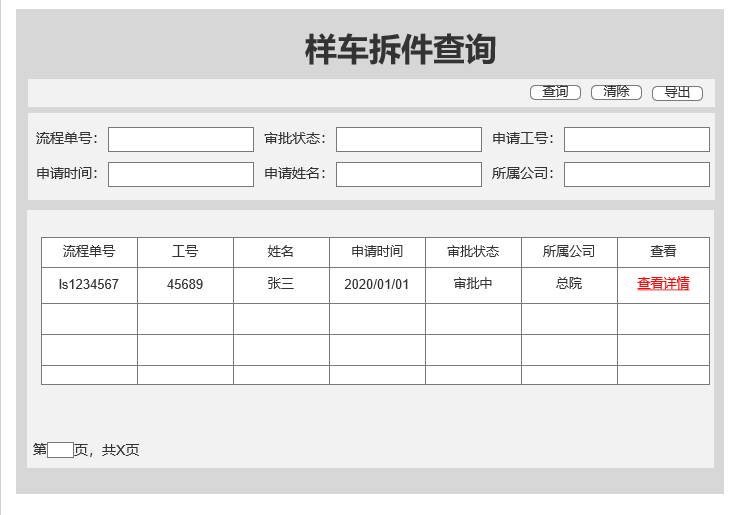 样车拆件查询
查询 清除 导出
流程单号： 审批状态： 申请工号：
申请时间： 申请姓名： 所属公司：
流程单号 工号 姓名 申请时间 审批状态 所属公司 查看
ls1234567 45689 张三 2020/01/01 审批中 总院 查看详情
第 页，共X页